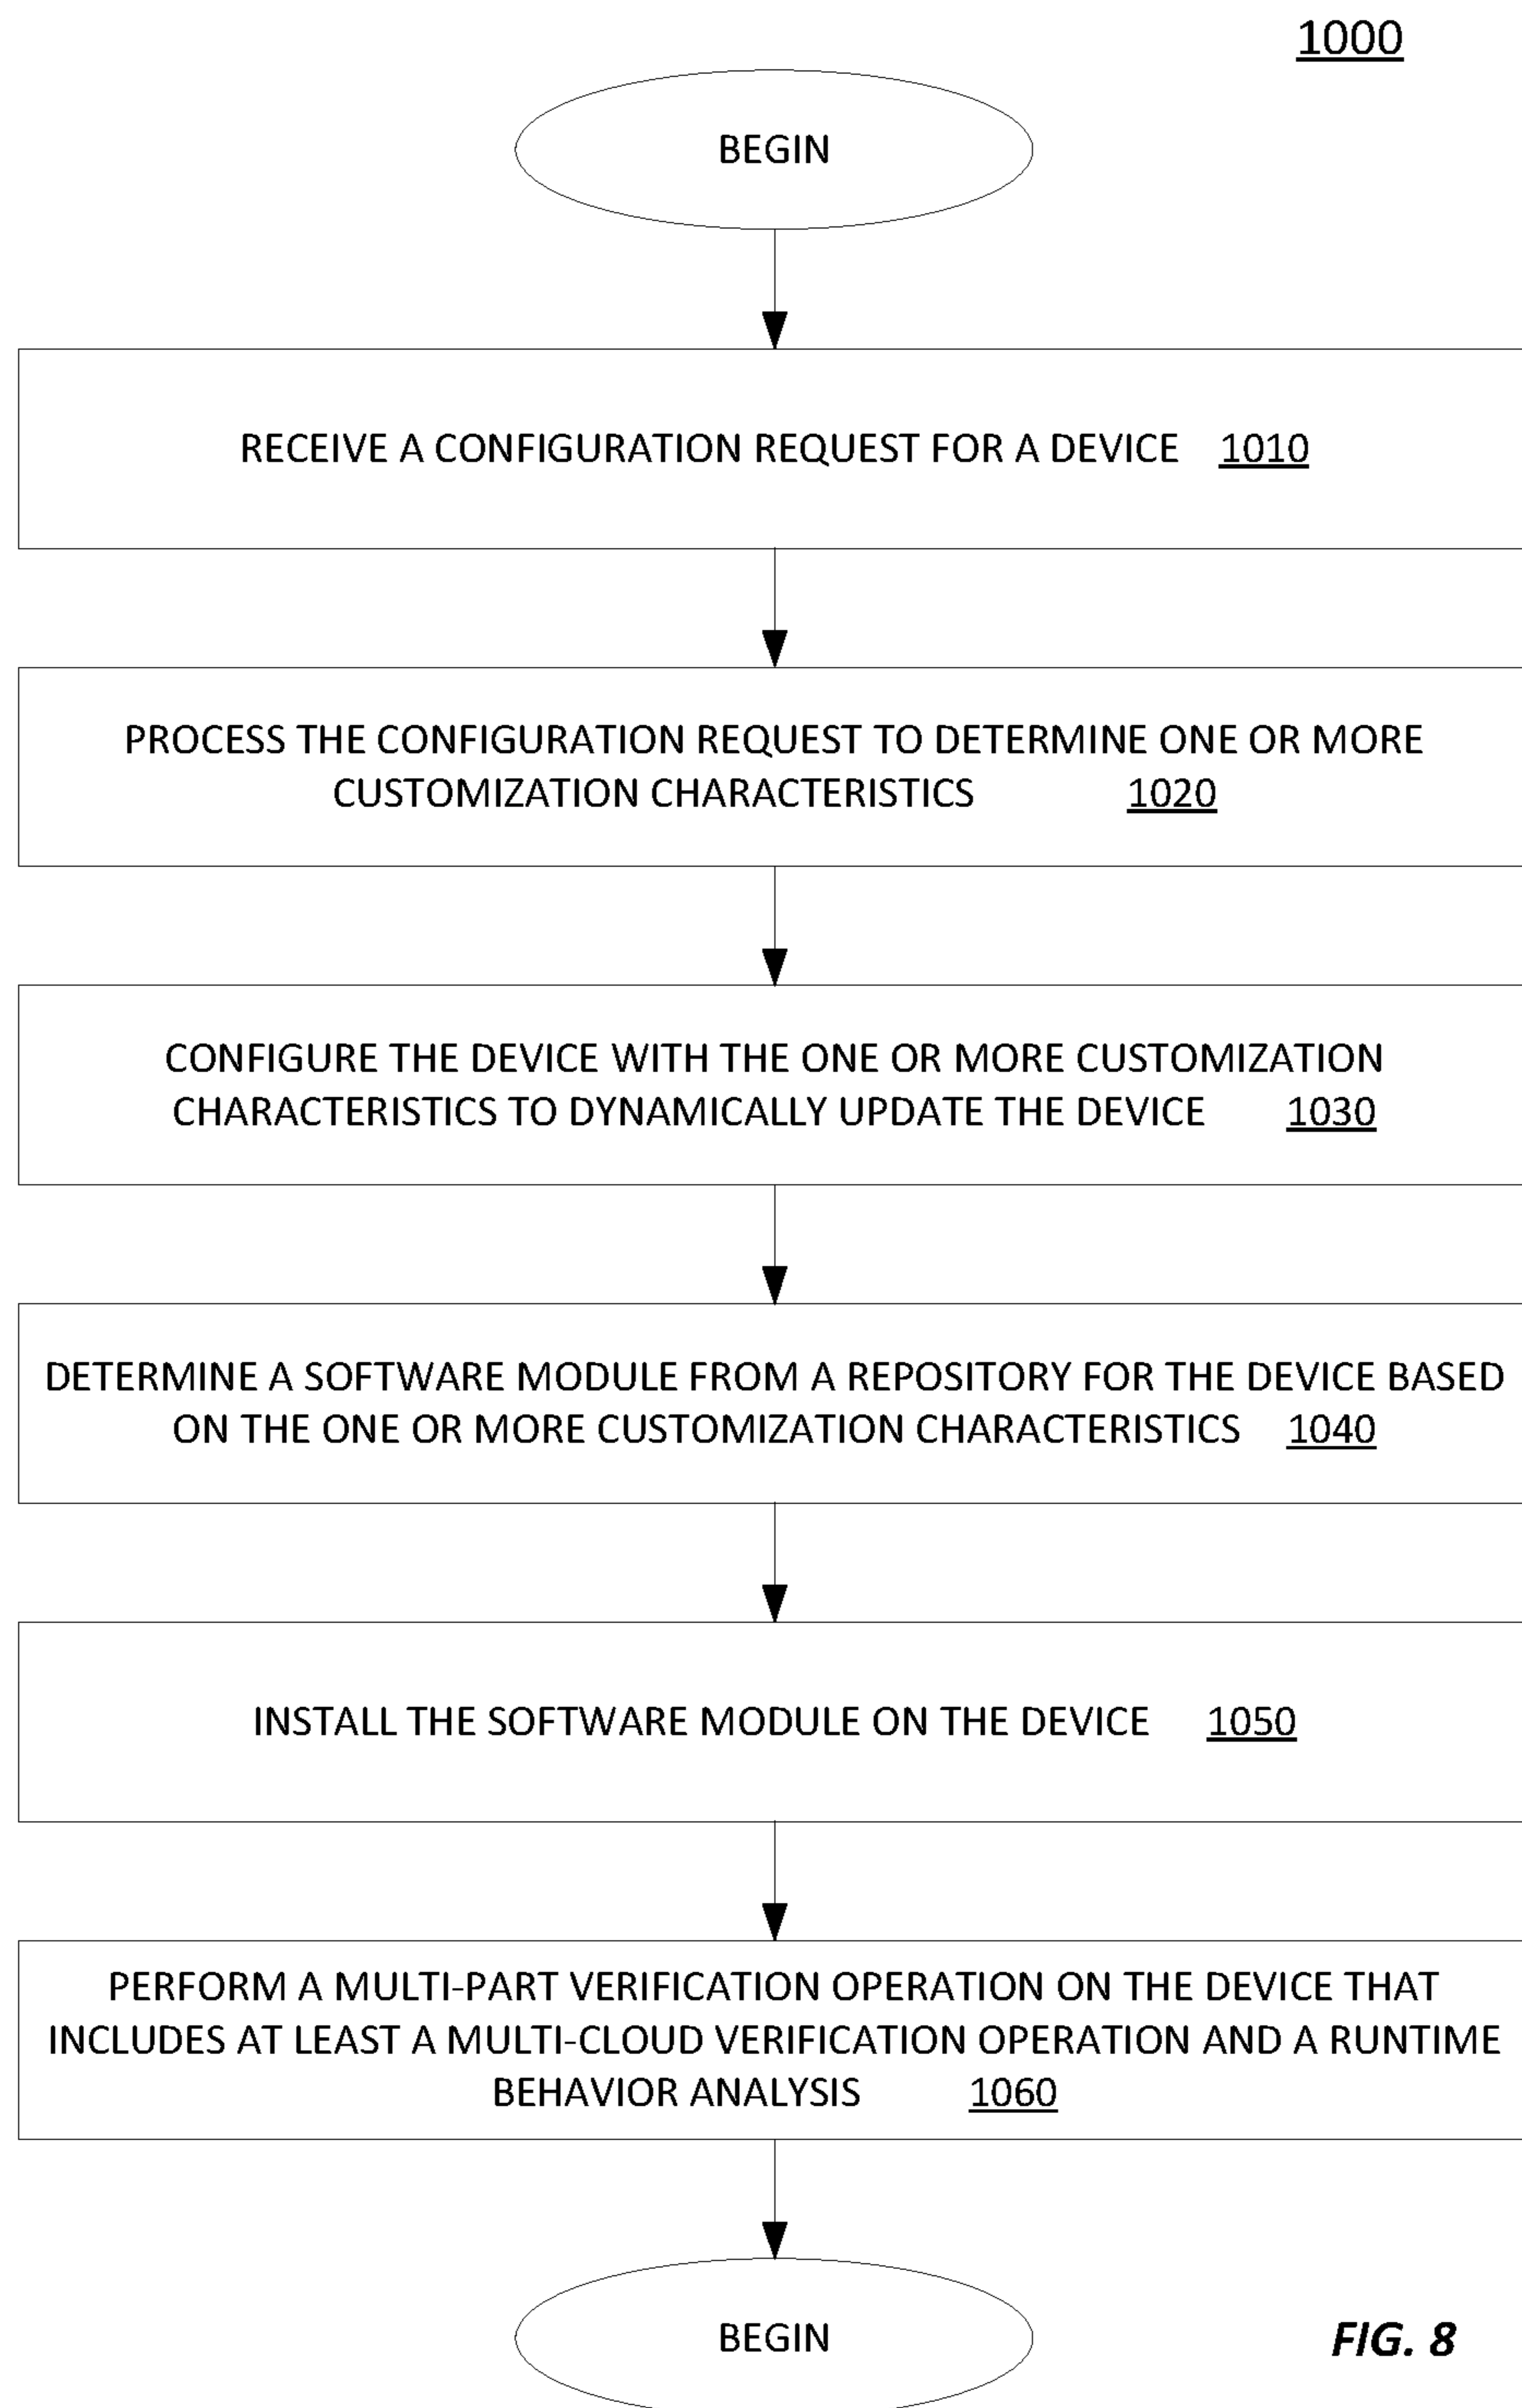 1000
BEGIN
RECEIVE A CONFIGURATION REQUEST FOR A DEVICE 1010
PROCESS THE CONFIGURATION REQUEST TO DETERMINE ONE OR MORE
CUSTOMIZATION CHARACTERISTICS 1020
CONFIGURE THE DEVICE WITH THE ONE OR MORE CUSTOMIZATION
CHARACTERISTICS TO DYNAMICALLY UPDATE THE DEVICE 1030
DETERMINE A SOFTWARE MODULE FROM A REPOSITORY FOR THE DEVICE BASED
ON THE ONE OR MORE CUSTOMIZATION CHARACTERISTICS 1040
INSTALL THE SOFTWARE MODULE ON THE DEVICE 1050
PERFORM A MULTI-PART VERIFICATION OPERATION ON THE DEVICE THAT
INCLUDES AT LEAST A MULTI-CLOUD VERIFICATION OPERATION AND A RUNTIME
BEHAVIOR ANALYSIS 1060
BEGIN
FIG. 8